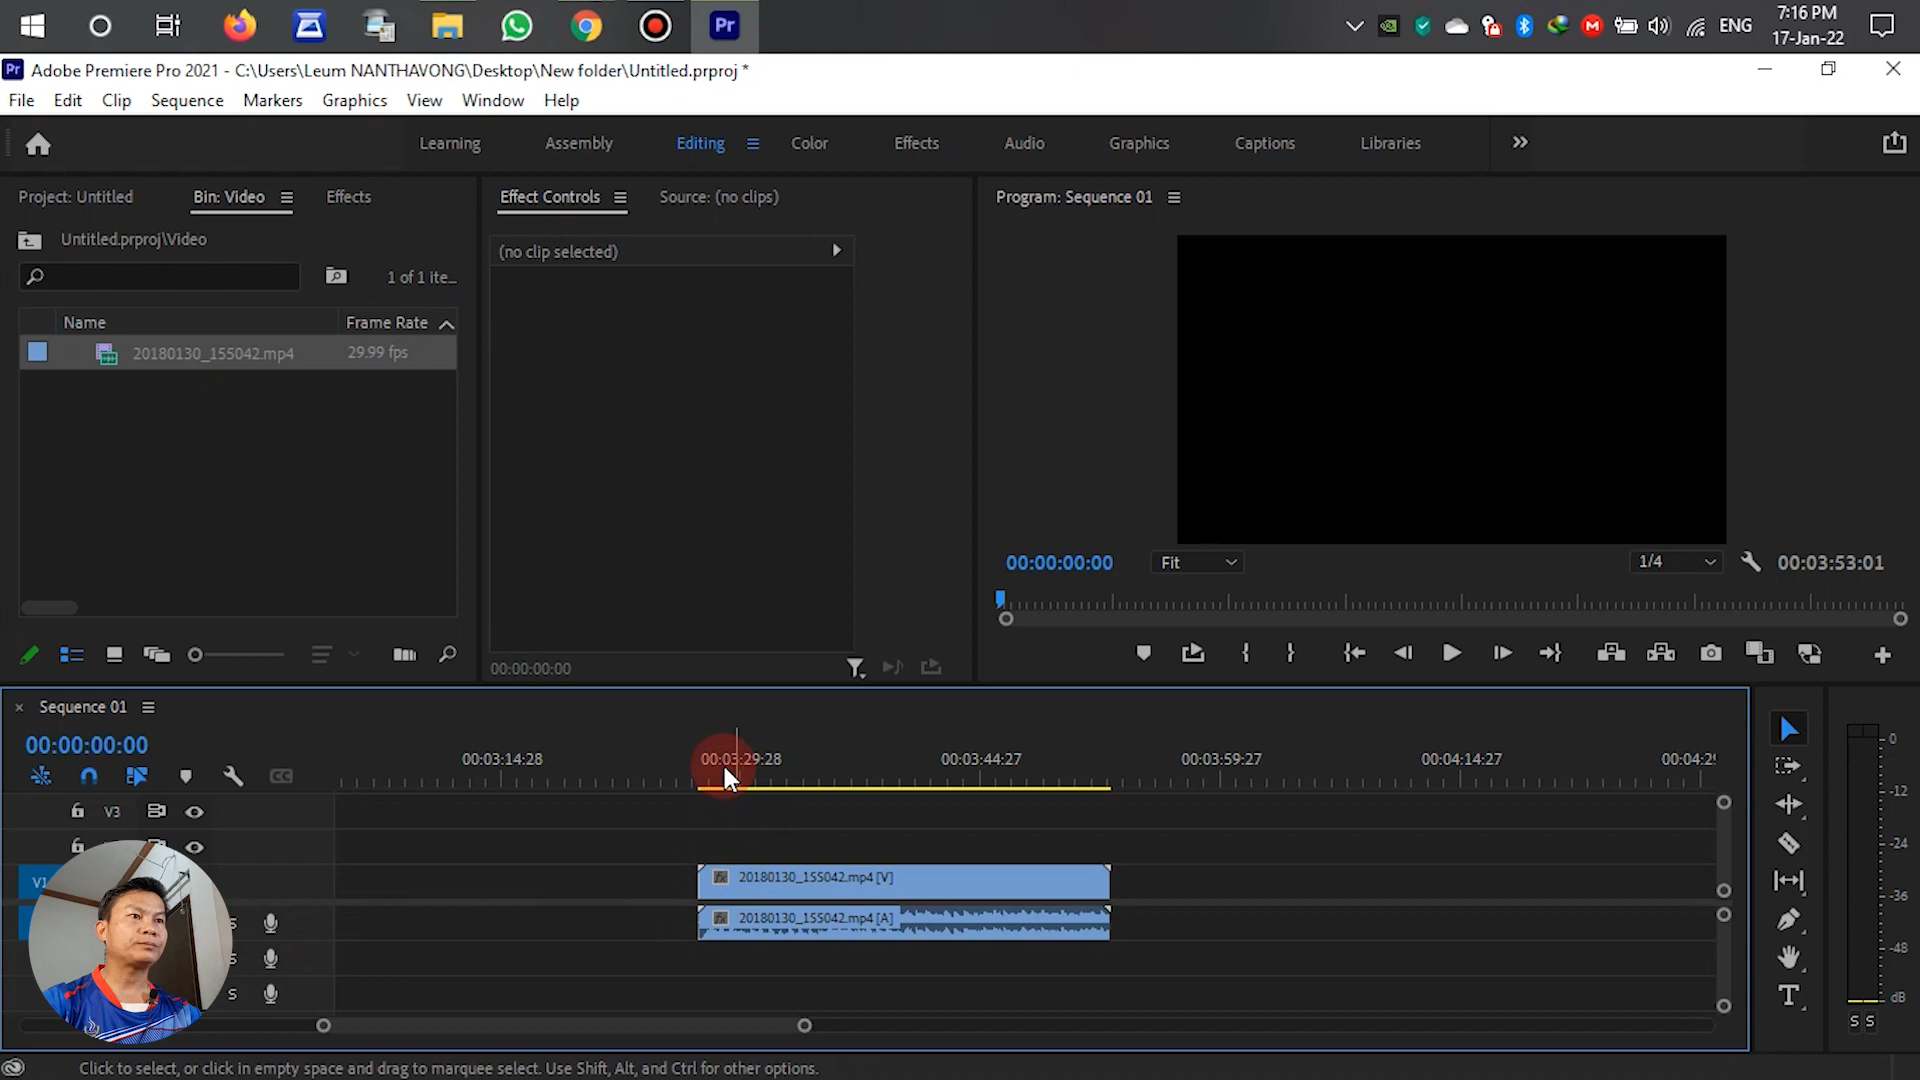 7:16 PM
ENG
17-Jan-22
Pr Adobe Premiere Pro 2021 - C:\Users\Leum NANTHAVONG\Desktop\New folder\Untitled.prproj *
File Edit Clip Sequence Markers Graphics View Window Help
Learning Assembly Editing Color Effects Audio Graphics Captions Libraries
Project: Untitled Bin: Video Effects Effect Controls Source: (no clips) Program: Sequence 01
Untitled.prproj\Video
(no clip selected)
1 of 1 ite...
Name Frame Rate
20180130_155042.mp4 29.99 fps
00:00:00:00 Fit 1/4 00:03:53:01
00:00:00:00
Sequence 01
00:00:00:00
00:03:14:28 00:03:29:28 00:03:44:27 00:03:59:27 00:04:14:27 00:04:29
CC
V3
V1 20180130_155042.mp4 [V]
S 20180130_155042.mp4 [A]
S
S
0
-12
-24
-36
-48
dB
S S
Click to select, or click in empty space and drag to marquee select. Use Shift, Alt, and Ctrl for other options.